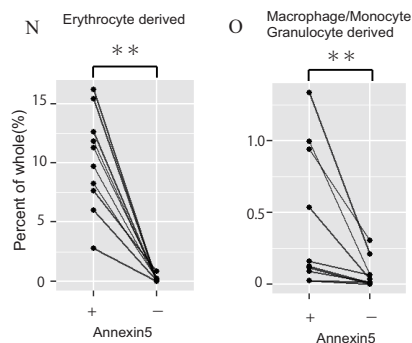 N
Erythrocyte derived
**
Percent of whole(%)
15
10
5
0
+ −
Annexin5
O
Macrophage/Monocyte
Granulocyte derived
**
1.0
0.5
0
+ −
Annexin5